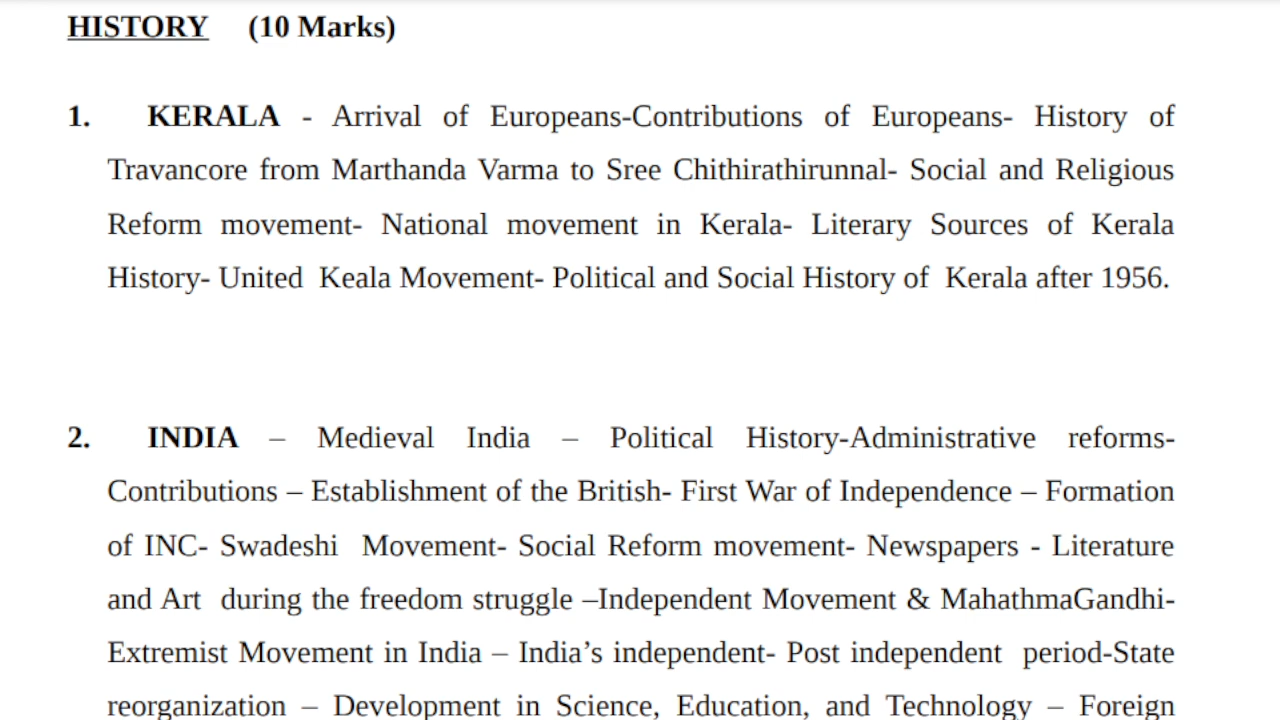 HISTORY (10 Marks)
1. KERALA - Arrival of Europeans-Contributions of Europeans- History of
Travancore from Marthanda Varma to Sree Chithirathirunnal- Social and Religious
Reform movement- National movement in Kerala- Literary Sources of Kerala
History- United Keala Movement- Political and Social History of Kerala after 1956.
2. INDIA – Medieval India – Political History-Administrative reforms-
Contributions – Establishment of the British- First War of Independence – Formation
of INC- Swadeshi Movement- Social Reform movement- Newspapers - Literature
and Art during the freedom struggle –Independent Movement & MahathmaGandhi-
Extremist Movement in India – India’s independent- Post independent period-State
reorganization – Development in Science, Education, and Technology – Foreign